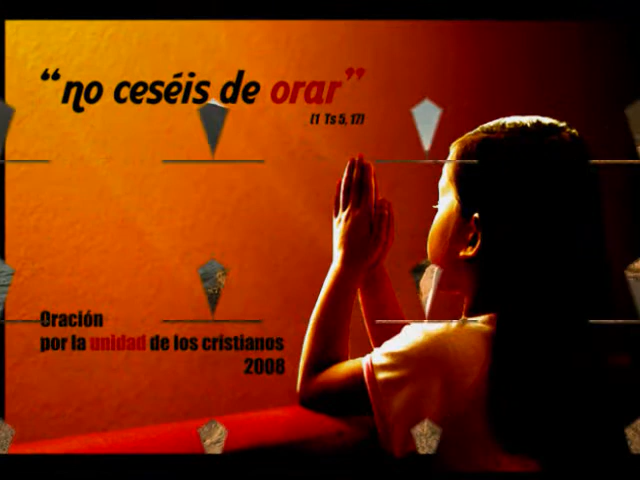 “no ceséis de orar”
(1 Ts 5, 17)
Oración
por la unidad de los cristianos
2008